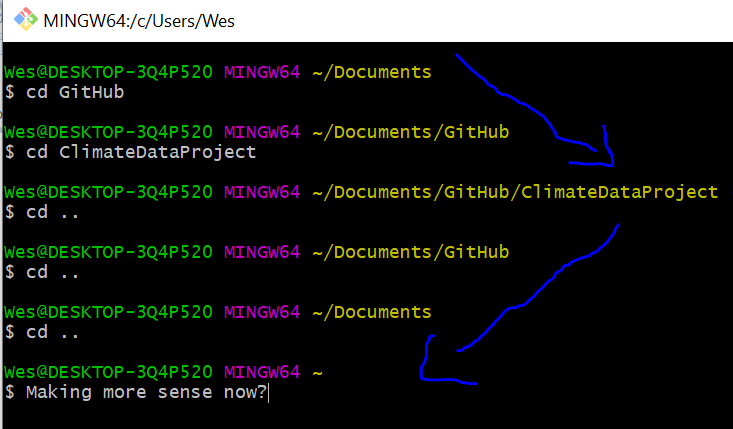 MINGW64:/c/Users/Wes
Wes@DESKTOP-3Q4P520 MINGW64 ~/Documents
$ cd GitHub
Wes@DESKTOP-3Q4P520 MINGW64 ~/Documents/GitHub
$ cd ClimateDataProject
Wes@DESKTOP-3Q4P520 MINGW64 ~/Documents/GitHub/ClimateDataProject
$ cd ..
Wes@DESKTOP-3Q4P520 MINGW64 ~/Documents/GitHub
$ cd ..
Wes@DESKTOP-3Q4P520 MINGW64 ~/Documents
$ cd ..
Wes@DESKTOP-3Q4P520 MINGW64 ~
$ Making more sense now?